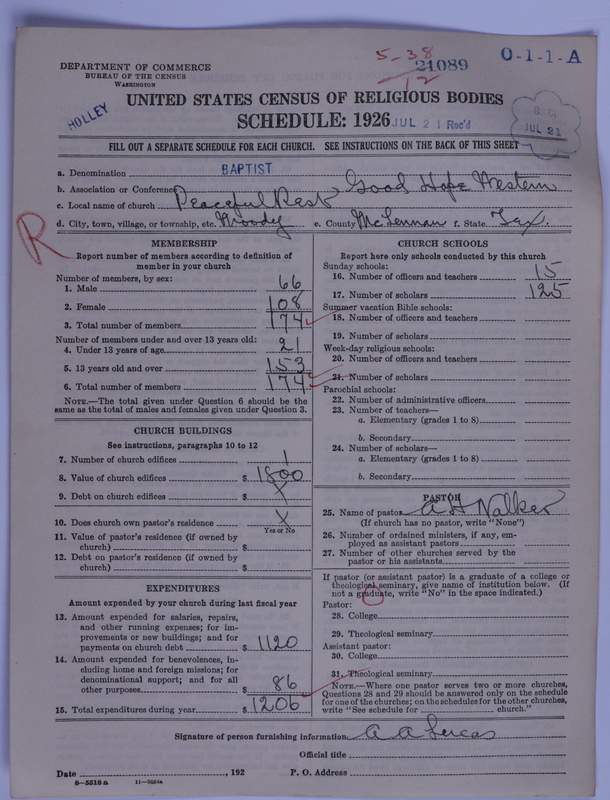 5-38
21089
O-1-1-A
12
DEPARTMENT OF COMMERCE
BUREAU OF THE CENSUS
WASHINGTON
UNITED STATES CENSUS OF RELIGIOUS BODIES
HOLLEY
SCHEDULE: 1926
JUL 21 Rec'd
JUL 21
FILL OUT A SEPARATE SCHEDULE FOR EACH CHURCH. SEE INSTRUCTIONS ON THE BACK OF THIS SHEET
a. Denomination BAPTIST
b. Association or Conference Good Hope Western
c. Local name of church Peaceful Rest
d. City, town, village, or township, etc. Moody e. County McLennan f. State Tex.
R
MEMBERSHIP
Report number of members according to definition of
member in your church
Number of members, by sex:
1. Male 66
2. Female 108
3. Total number of members 174
Number of members under and over 13 years old:
4. Under 13 years of age 21
5. 13 years old and over 153
6. Total number of members 174
NOTE.—The total given under Question 6 should be the
same as the total of males and females given under Question 3.
CHURCH BUILDINGS
See instructions, paragraphs 10 to 12
7. Number of church edifices 1
8. Value of church edifices $ 1800
9. Debt on church edifices $ X
10. Does church own pastor's residence X
Yes or No
11. Value of pastor's residence (if owned by
church) $
12. Debt on pastor's residence (if owned by
church) $
EXPENDITURES
Amount expended by your church during last fiscal year
13. Amount expended for salaries, repairs,
and other running expenses; for im-
provements or new buildings; and for
payments on church debt $ 1120
14. Amount expended for benevolences, in-
cluding home and foreign missions; for
denominational support; and for all
other purposes $ 86
15. Total expenditures during year $ 1206
CHURCH SCHOOLS
Report here only schools conducted by this church
Sunday schools:
16. Number of officers and teachers 15
17. Number of scholars 125
Summer vacation Bible schools:
18. Number of officers and teachers
19. Number of scholars
Week-day religious schools:
20. Number of officers and teachers
21. Number of scholars
Parochial schools:
22. Number of administrative officers
23. Number of teachers—
a. Elementary (grades 1 to 8)
b. Secondary
24. Number of scholars—
a. Elementary (grades 1 to 8)
b. Secondary
PASTOR
25. Name of pastor A H Walker
(If church has no pastor, write "None")
26. Number of ordained ministers, if any, em-
ployed as assistant pastors
27. Number of other churches served by the
pastor or his assistants
If pastor (or assistant pastor) is a graduate of a college or
theological seminary, give name of institution below. (If
not a graduate, write "No" in the space indicated.)
Pastor:
28. College
29. Theological seminary
Assistant pastor:
30. College
31. Theological seminary
NOTE.—Where one pastor serves two or more churches,
Questions 28 and 29 should be answered only on the schedule
for one of the churches; on the schedules for the other churches,
write "See schedule for church."
Signature of person furnishing information A A Lucas
Official title
Date , 192 P. O. Address
8—5518a 11—9554a